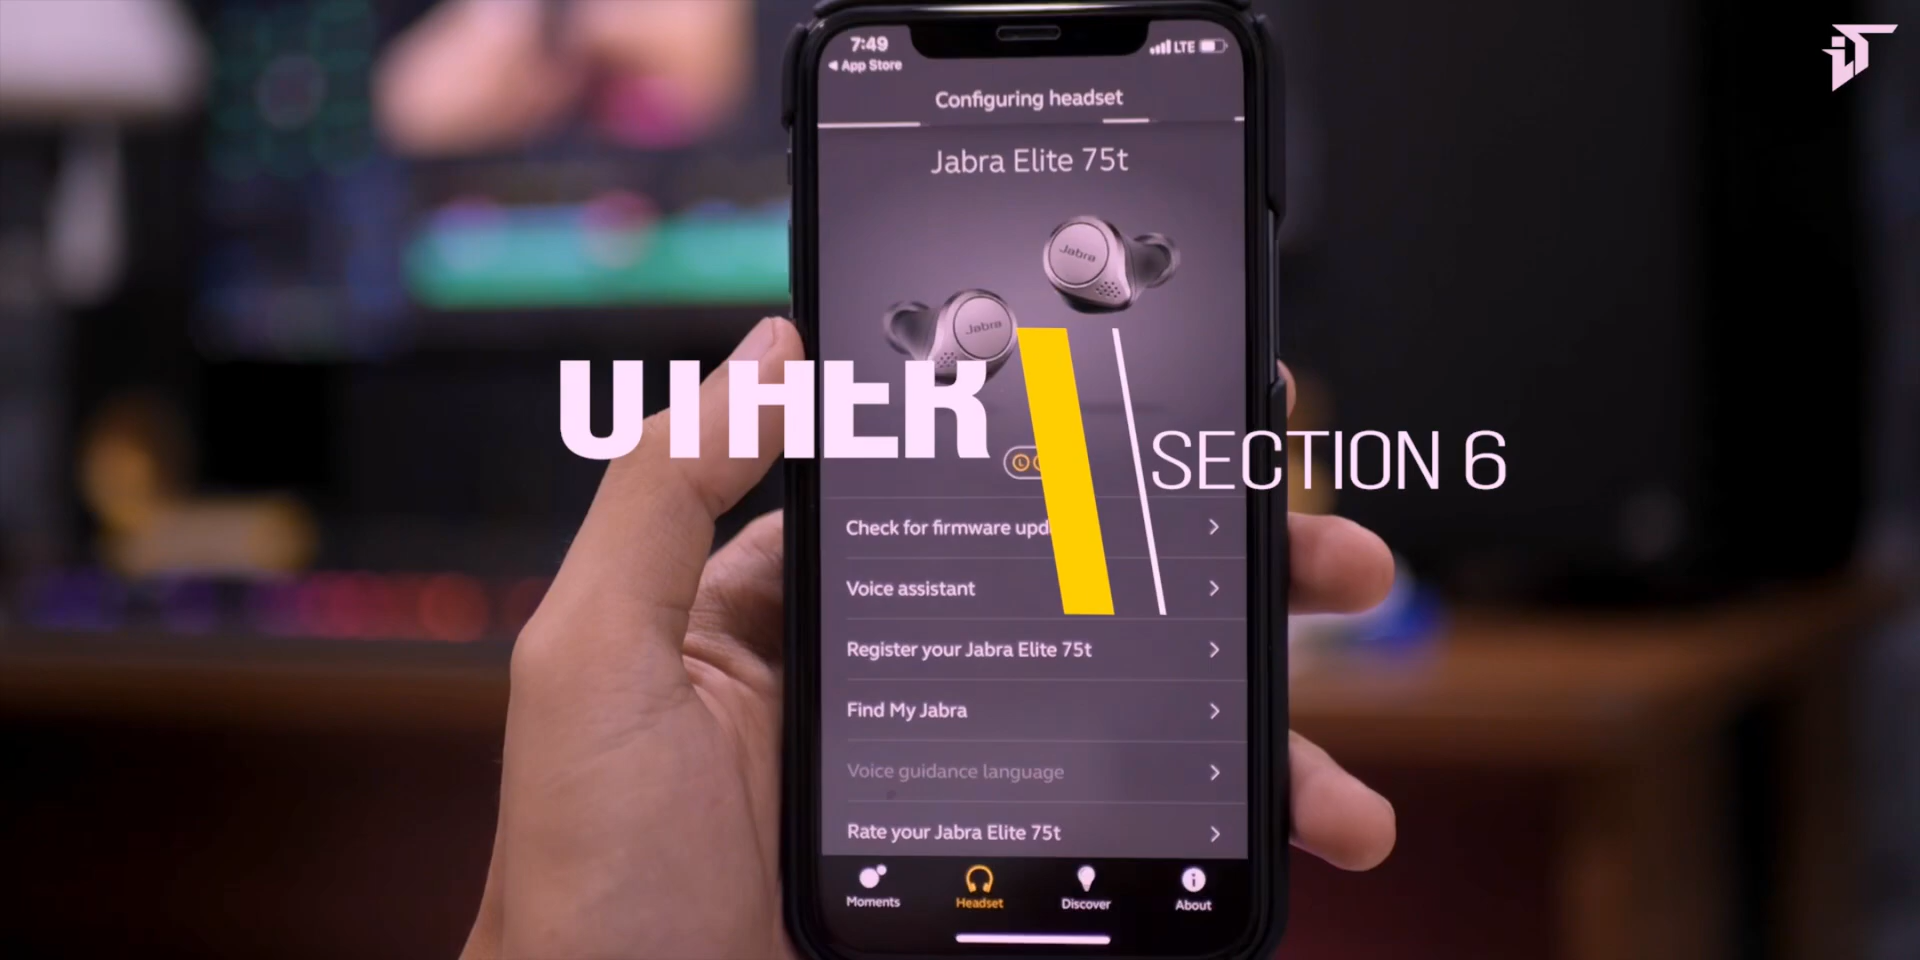 7:49
LTE
App Store
Configuring headset
Jabra Elite 75t
Jabra
Jabra
OTHER
SECTION 6
Check for firmware upd
Voice assistant
Register your Jabra Elite 75t
Find My Jabra
Voice guidance language
Rate your Jabra Elite 75t
Moments
Headset
Discover
About